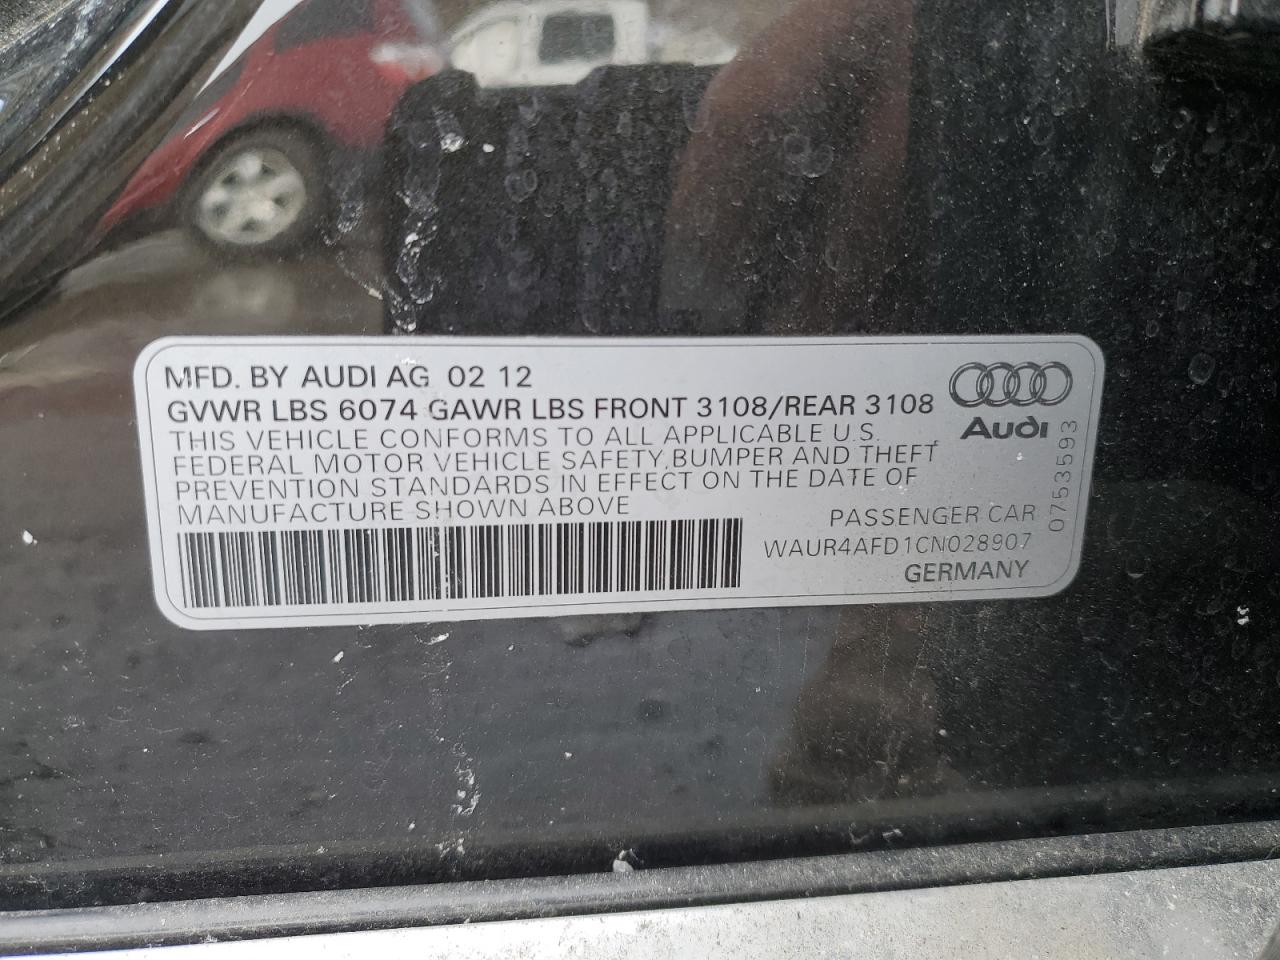 MFD. BY AUDI AG 02 12
GVWR LBS 6074 GAWR LBS FRONT 3108/REAR 3108
THIS VEHICLE CONFORMS TO ALL APPLICABLE U.S.
FEDERAL MOTOR VEHICLE SAFETY, BUMPER AND THEFT
PREVENTION STANDARDS IN EFFECT ON THE DATE OF
MANUFACTURE SHOWN ABOVE
Audi
0753593
PASSENGER CAR
WAUR4AFD1CN028907
GERMANY